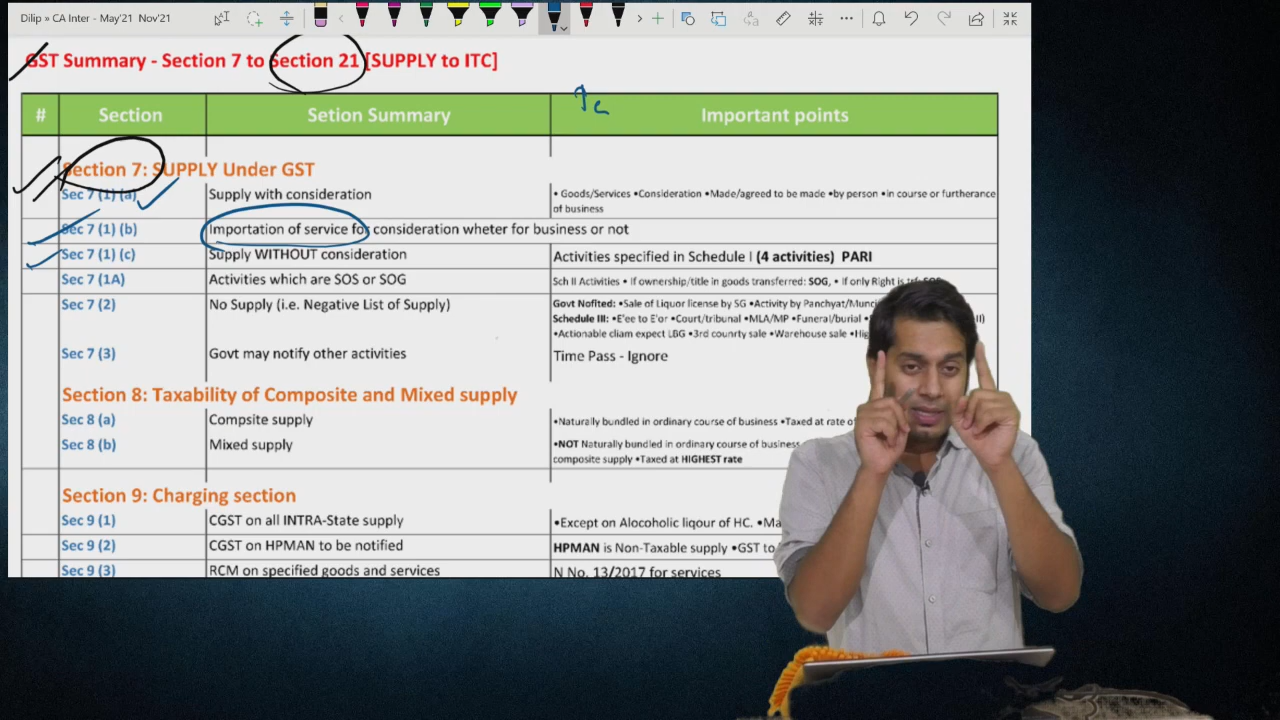 Dilip » CA Inter - May'21 Nov'21
GST Summary - Section 7 to Section 21 [SUPPLY to ITC]
# Section Setion Summary Important points
Section 7: SUPPLY Under GST
Sec 7 (1) (a) Supply with consideration • Goods/Services •Consideration •Made/agreed to be made •by person •in course or furtherance
of business
Sec 7 (1) (b) Importation of service for consideration wheter for business or not
Sec 7 (1) (c) Supply WITHOUT consideration Activities specified in Schedule I (4 activities) PARI
Sec 7 (1A) Activities which are SOS or SOG Sch II Activities • If ownership/title in goods transferred: SOG, • If only Right is trf: SOS
Sec 7 (2) No Supply (i.e. Negative List of Supply) Govt Nofited: •Sale of Liquor license by SG •Activity by Panchyat/Munci
Schedule III: •E'ee to E'or •Court/tribunal •MLA/MP •Funeral/burial
•Actionable cliam expect LBG •3rd counrty sale •Warehouse sale
Sec 7 (3) Govt may notify other activities Time Pass - Ignore
Section 8: Taxability of Composite and Mixed supply
Sec 8 (a) Compsite supply •Naturally bundled in ordinary course of business •Taxed at rate of
Sec 8 (b) Mixed supply •NOT Naturally bundled in ordinary course of business
composite supply •Taxed at HIGHEST rate
Section 9: Charging section
Sec 9 (1) CGST on all INTRA-State supply •Except on Alocoholic liqour of HC.
Sec 9 (2) CGST on HPMAN to be notified HPMAN is Non-Taxable supply •GST to
Sec 9 (3) RCM on specified goods and services N No. 13/2017 for services